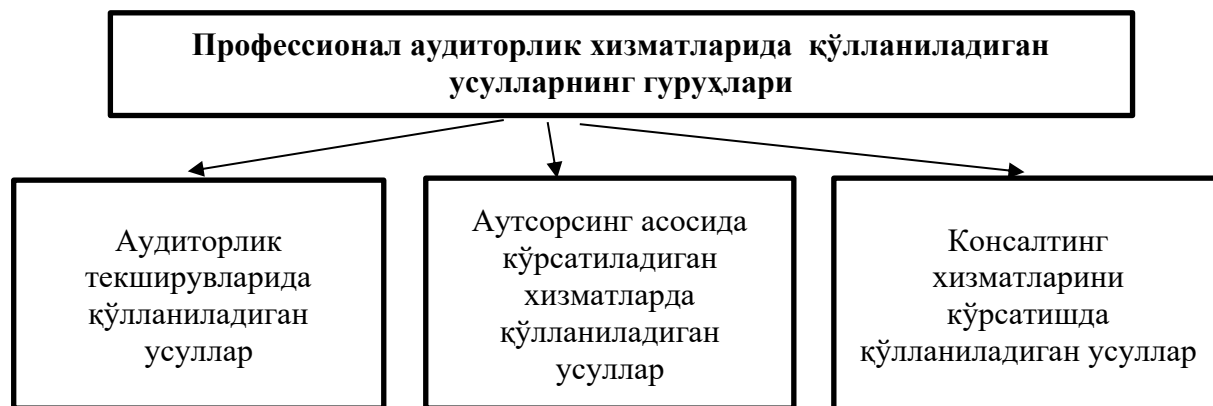 Профессионал аудиторлик хизматларида қўлланиладиган
усулларнинг гуруҳлари
Аудиторлик
текширувларида
қўлланиладиган
усуллар
Аутсорсинг асосида
кўрсатиладиган
хизматларда
қўлланиладиган
усуллар
Консалтинг
хизматларини
кўрсатишда
қўлланиладиган усуллар